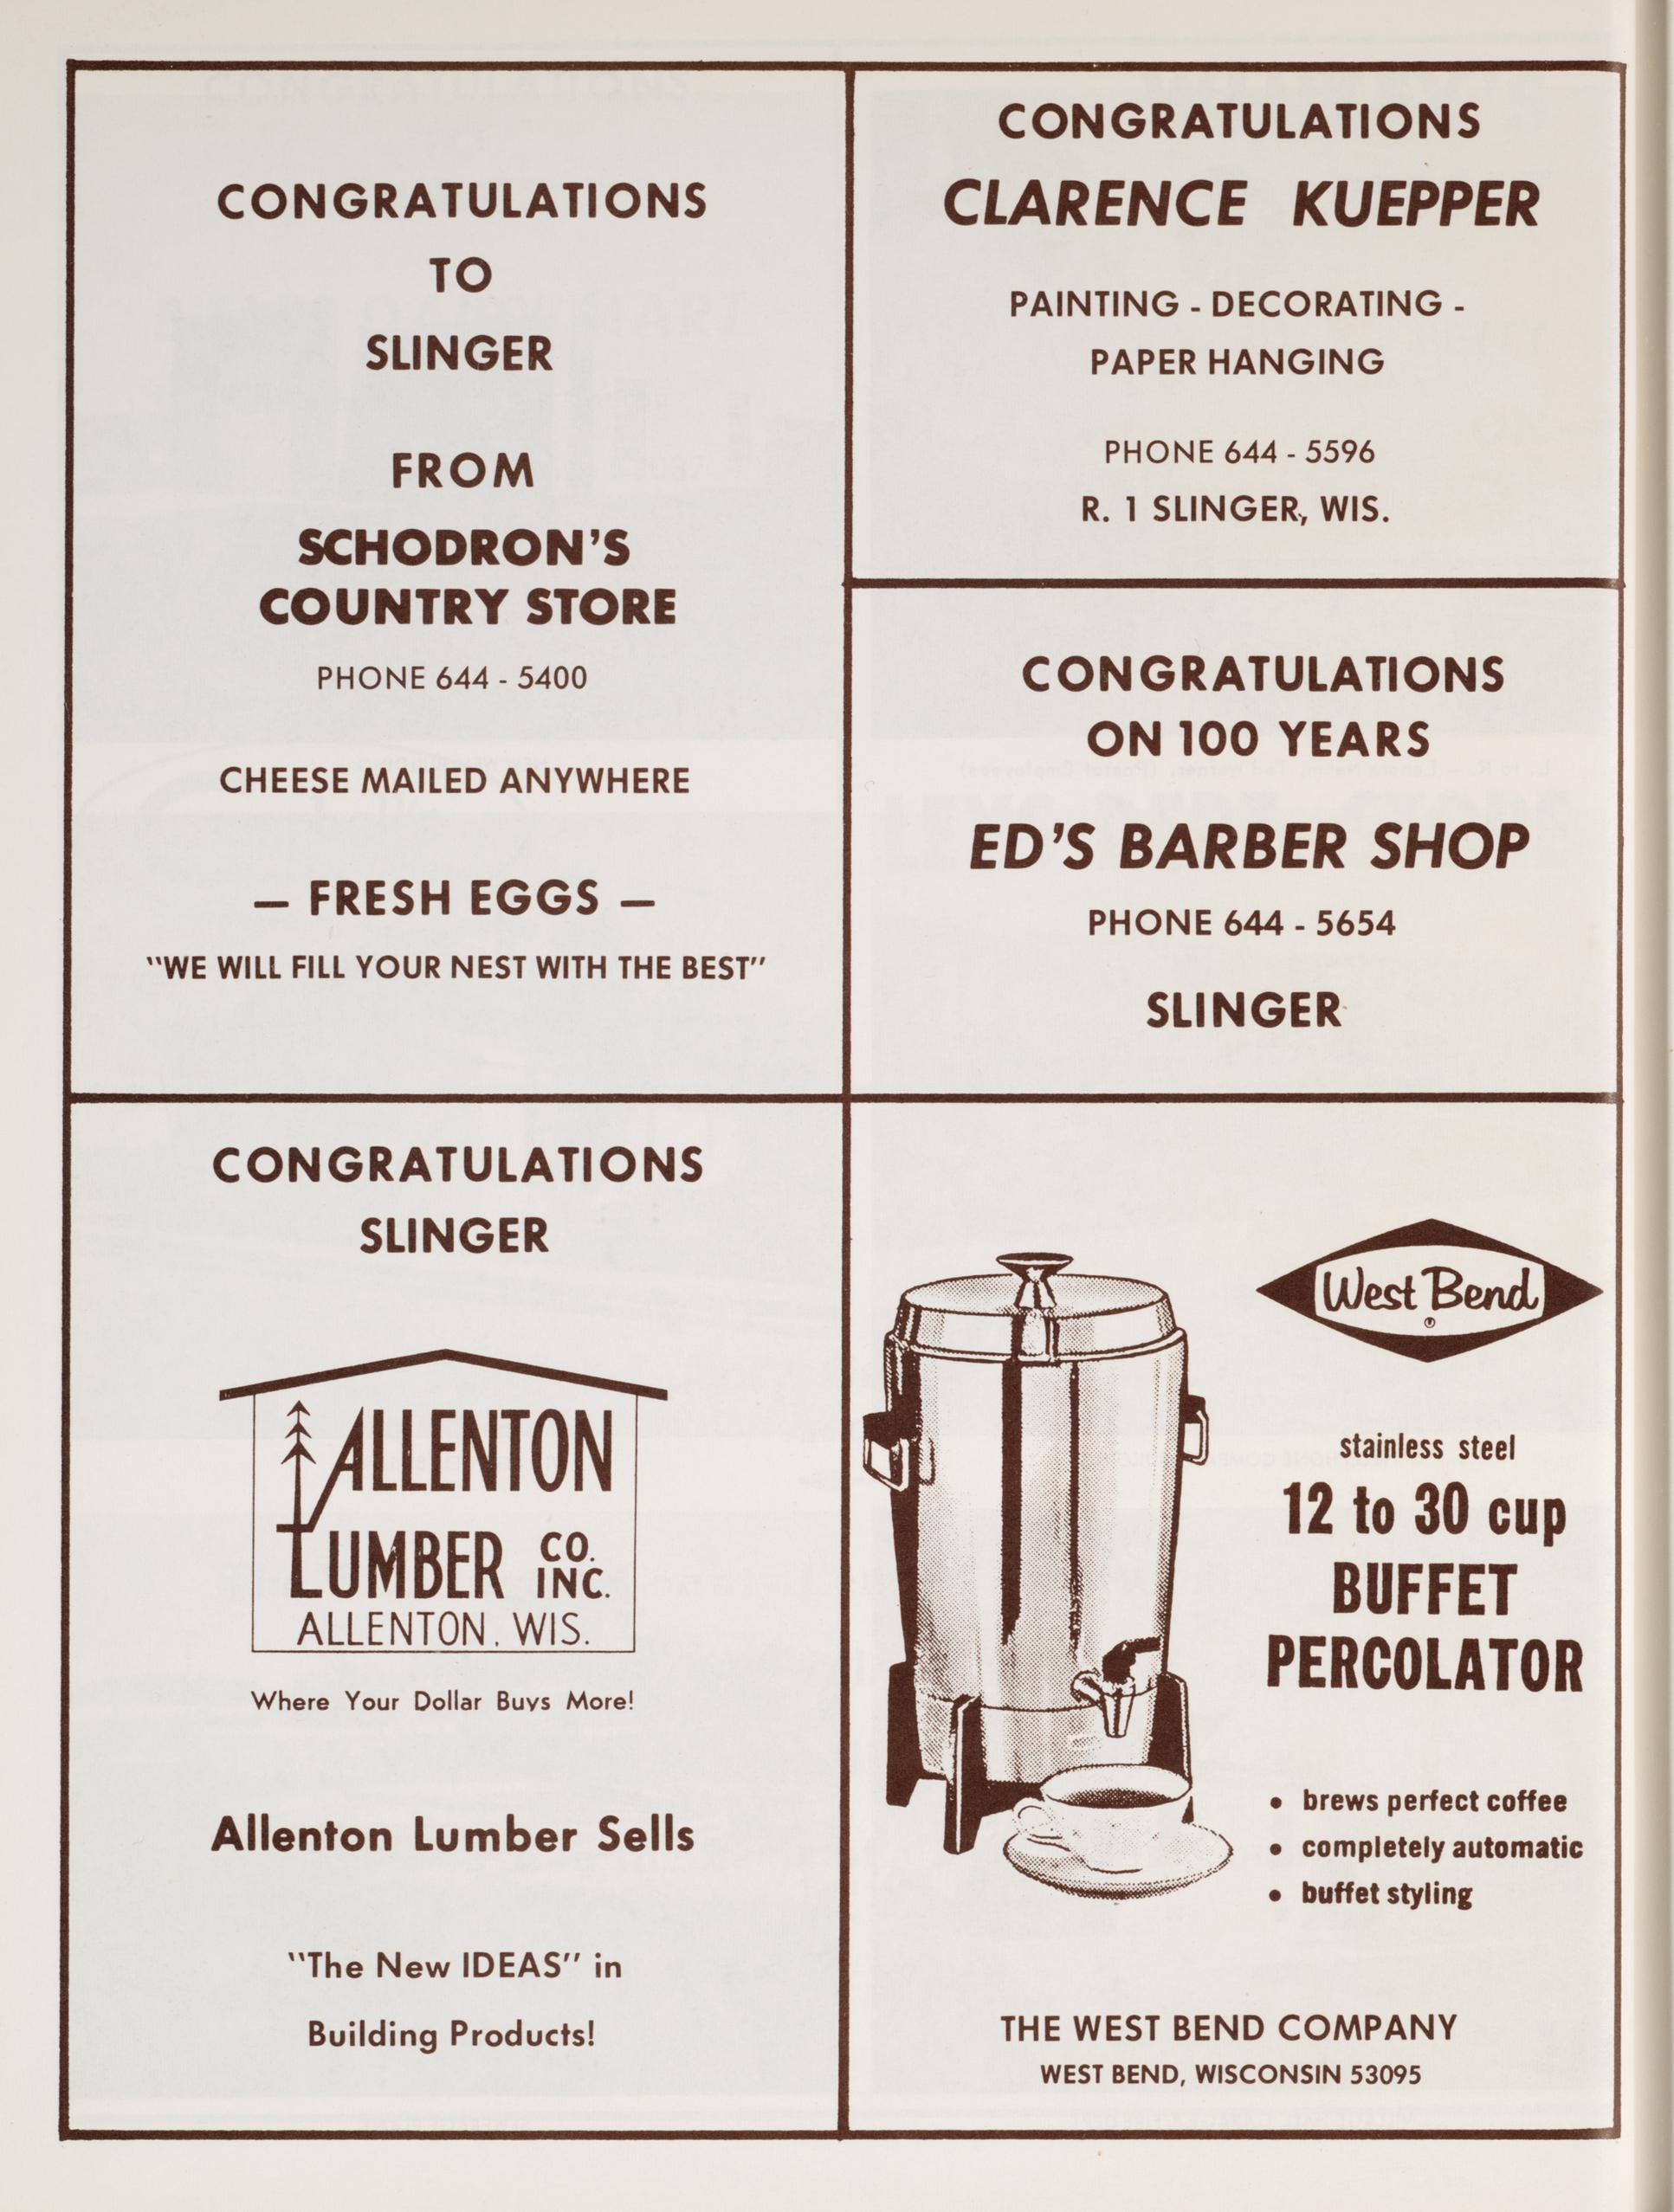 CONGRATULATIONS
TO
SLINGER
FROM
SCHODRON'S
COUNTRY STORE
PHONE 644 - 5400
CHEESE MAILED ANYWHERE
— FRESH EGGS —
"WE WILL FILL YOUR NEST WITH THE BEST"
CONGRATULATIONS
CLARENCE KUEPPER
PAINTING - DECORATING -
PAPER HANGING
PHONE 644 - 5596
R. 1 SLINGER, WIS.
CONGRATULATIONS
ON 100 YEARS
ED'S BARBER SHOP
PHONE 644 - 5654
SLINGER
CONGRATULATIONS
SLINGER
ALLENTON
LUMBER CO. INC.
ALLENTON, WIS.
Where Your Dollar Buys More!
Allenton Lumber Sells
"The New IDEAS" in
Building Products!
West Bend
stainless steel
12 to 30 cup
BUFFET
PERCOLATOR
• brews perfect coffee
• completely automatic
• buffet styling
THE WEST BEND COMPANY
WEST BEND, WISCONSIN 53095